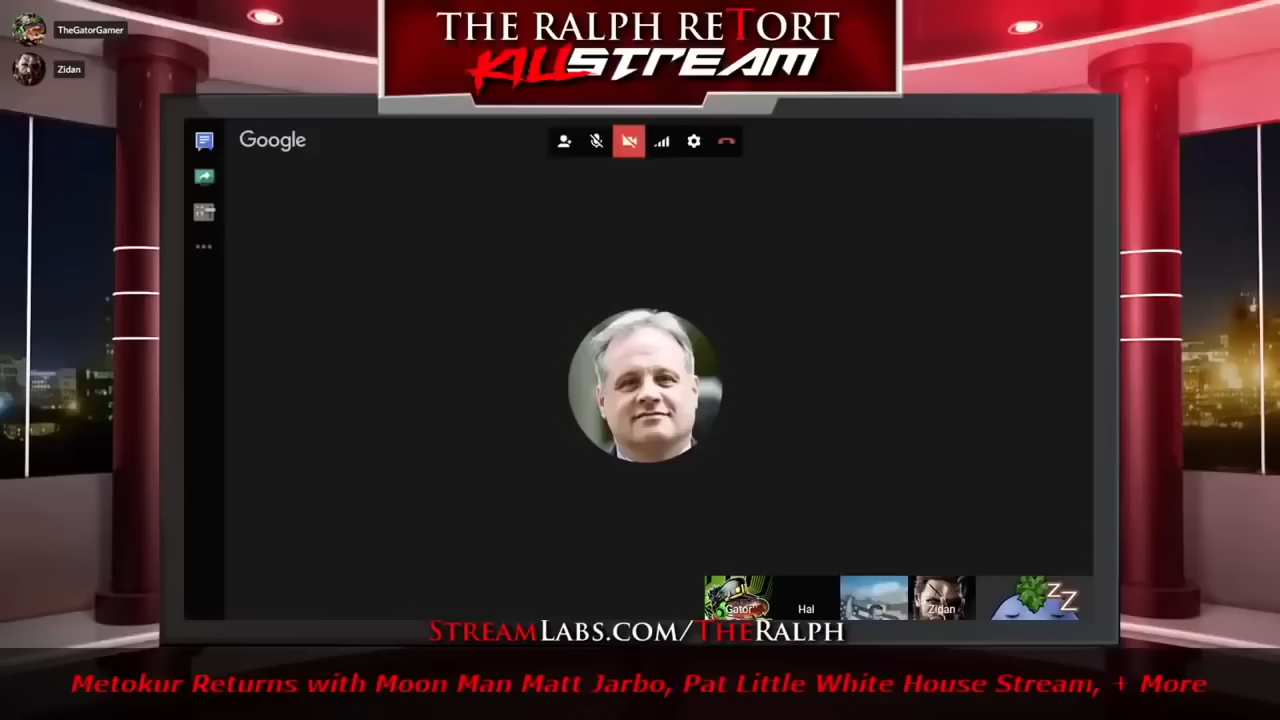 TheGatorGamer
Zidan
THE RALPH RETORT
KILLSTREAM
Google
Gator
Hal
Zidan
Z Z
STREAMLABS.COM/THERALPH
Metokur Returns with Moon Man Matt Jarbo, Pat Little White House Stream, + More